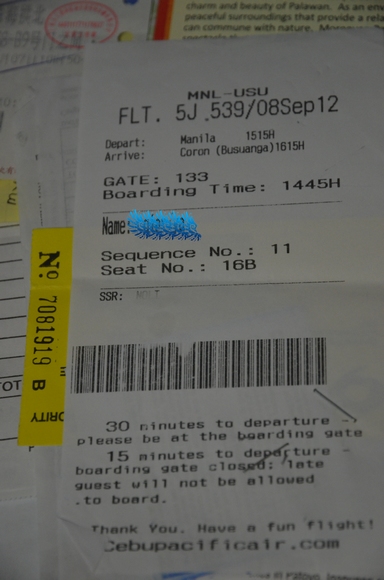 charm and beauty of Palawan. As an
peaceful surroundings that provide a
can commune with nature.
MNL-USU
FLT. 5J 539/08Sep12
Depart: Manila 1515H
Arrive: Coron (Busuanga)1615H
GATE: 133
Boarding Time: 1445H
Name:
Sequence No.: 11
Seat No.: 16B
SSR:
Nº 7081919 B
30 minutes to departure -
please be at the boarding gate
15 minutes to departure -
boarding gate closed: late
guest will not be allowed
to board.
Thank You. Have a fun flight!
Cebupacificair.com